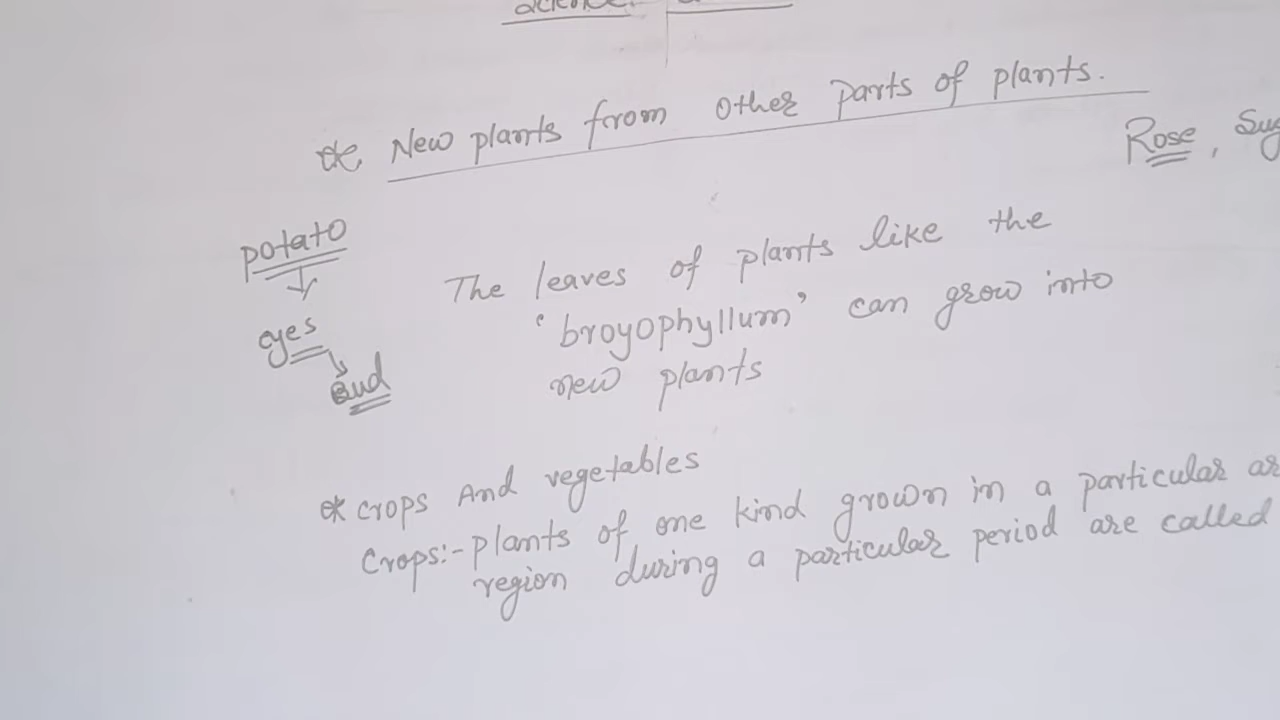 science
* New plants from other parts of plants.
Rose,
potato
eyes
Bud
The leaves of plants like the
'broyophyllum' can grow into
new plants
* crops And vegetables
Crops:- plants of one kind grown in a particular
region during a particular period are called